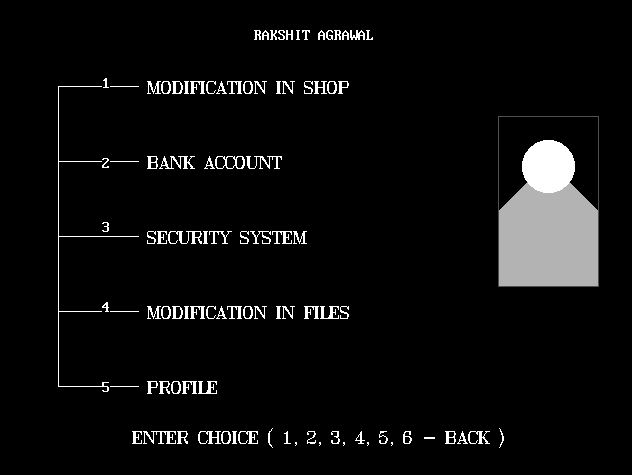 RAKSHIT AGRAWAL
1 MODIFICATION IN SHOP
2 BANK ACCOUNT
3 SECURITY SYSTEM
4 MODIFICATION IN FILES
5 PROFILE
ENTER CHOICE ( 1, 2, 3, 4, 5, 6 – BACK )